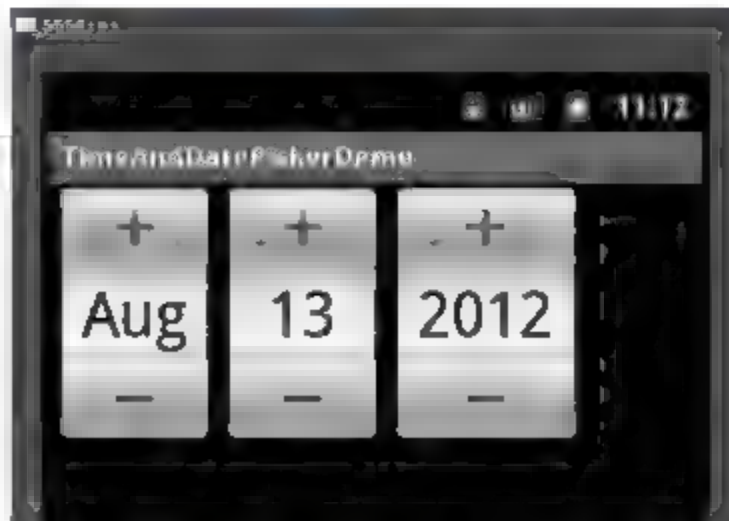 11:12
TimeAndDatePickerDemo
+ + +
Aug 13 2012
− − −